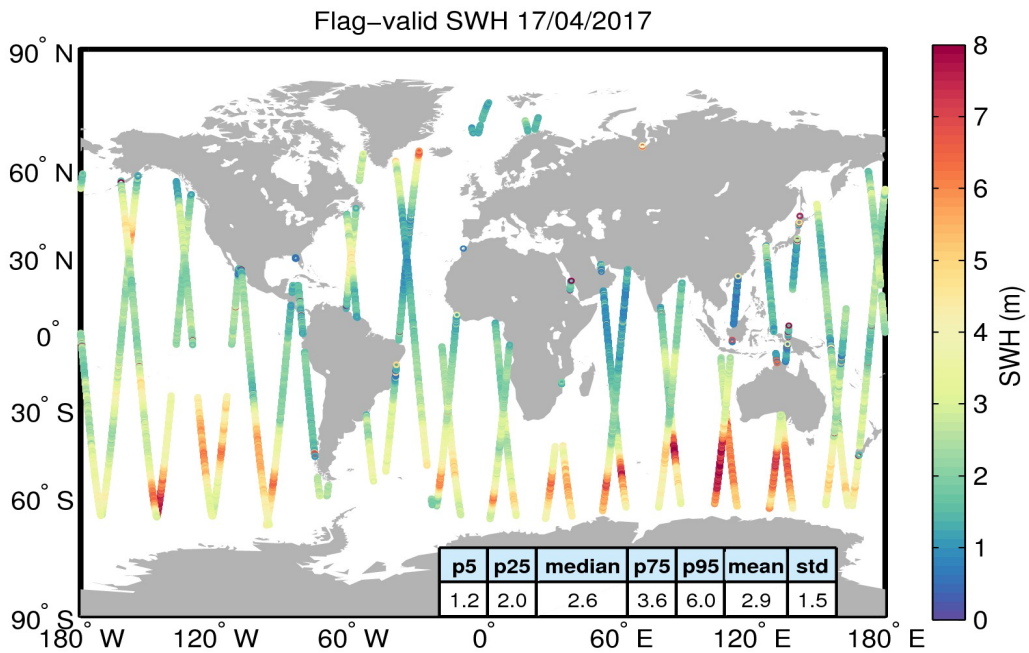 Flag−valid SWH 17/04/2017
90° N
60° N
30° N
0°
30° S
60° S
90° S
180° W
120° W
60° W
0°
60° E
120° E
180° E
p5 p25 median p75 p95 mean std
1.2 2.0 2.6 3.6 6.0 2.9 1.5
8
7
6
5
4
3
2
1
0
SWH (m)